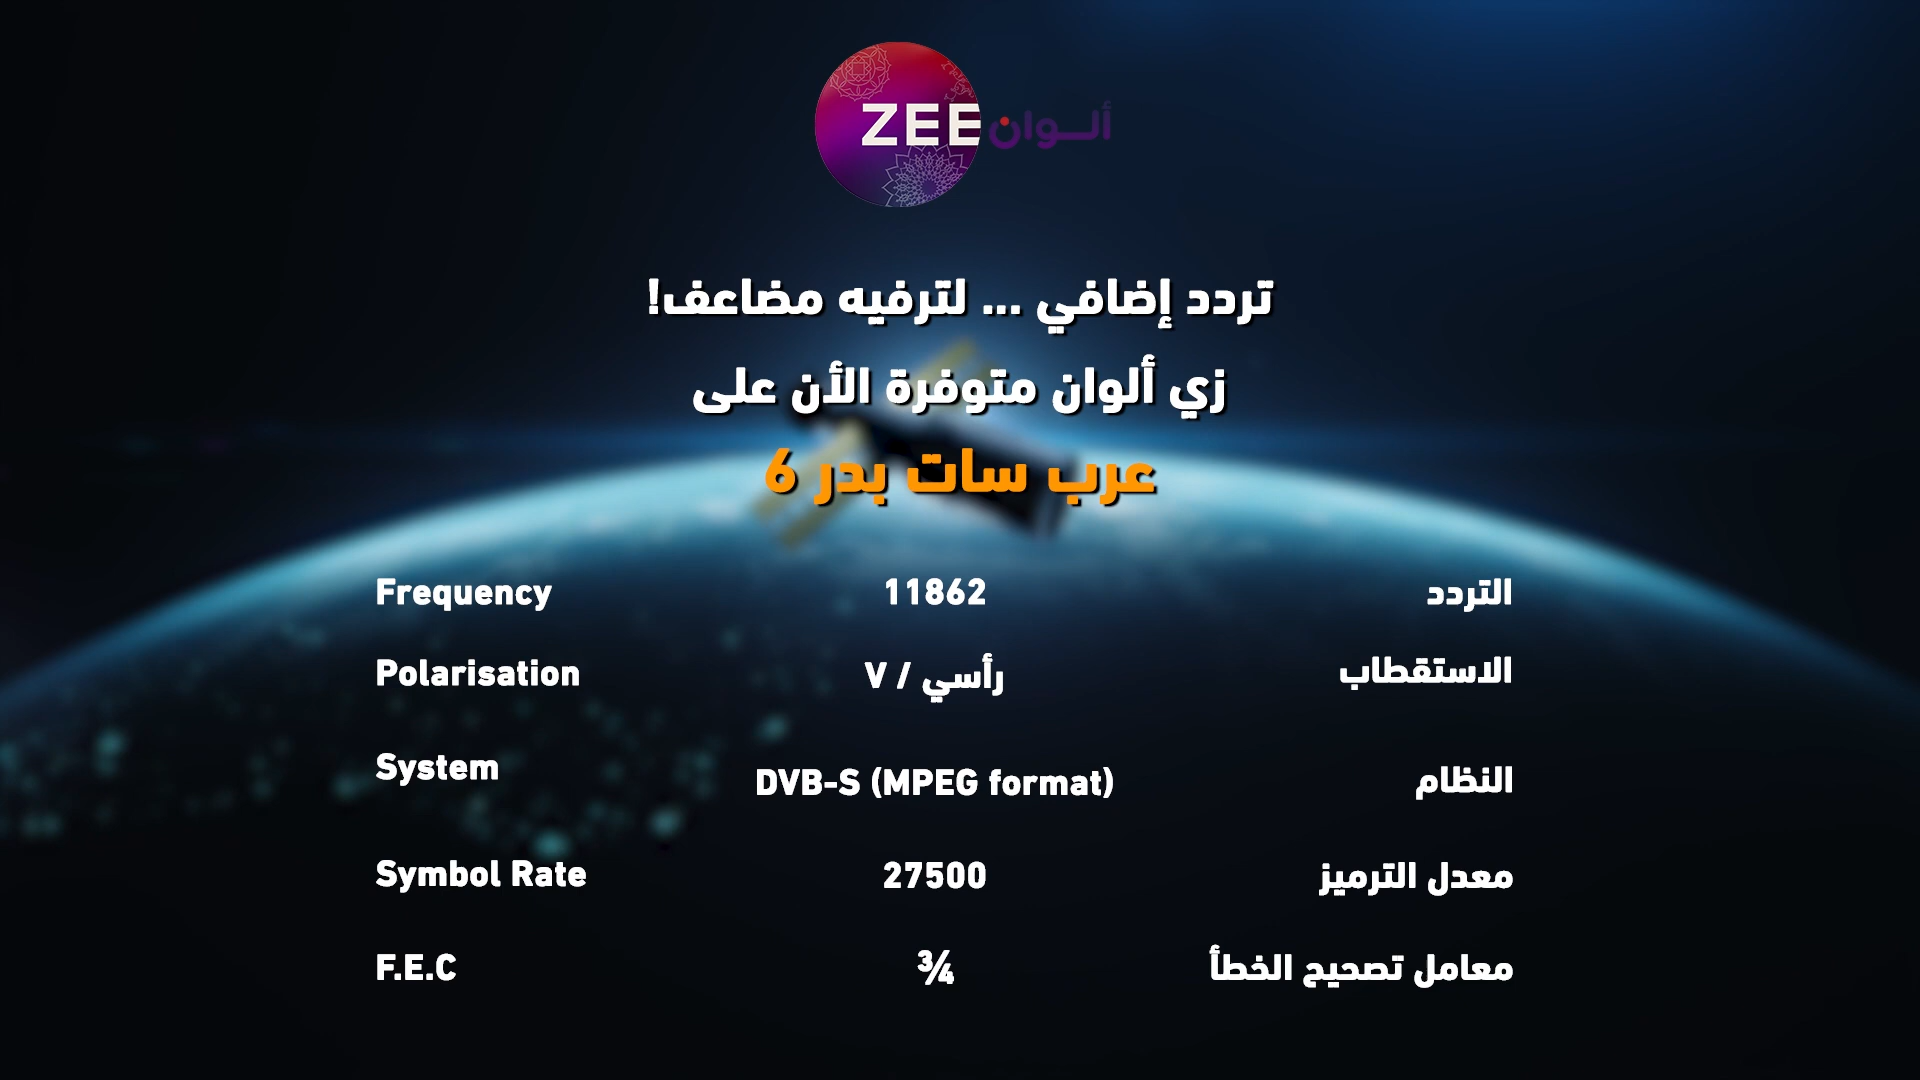 ZEE ألوان
تردد إضافي ... لترفيه مضاعف!
زي ألوان متوفرة الأن على
عرب سات بدر 6
Frequency 11862 التردد
Polarisation رأسي / V الاستقطاب
System DVB-S (MPEG format) النظام
Symbol Rate 27500 معدل الترميز
F.E.C ¾ معامل تصحيح الخطأ